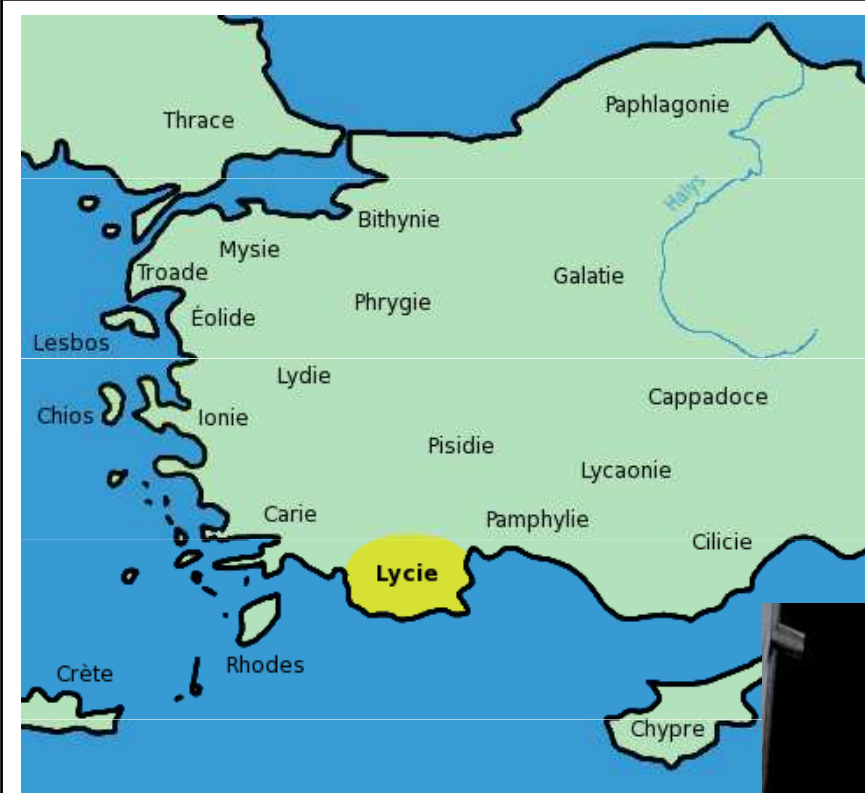 Thrace
Paphlagonie
Halys
Bithynie
Mysie
Troade
Galatie
Phrygie
Éolide
Lesbos
Lydie
Cappadoce
Chios
Ionie
Pisidie
Lycaonie
Carie
Pamphylie
Cilicie
Lycie
Rhodes
Crète
Chypre